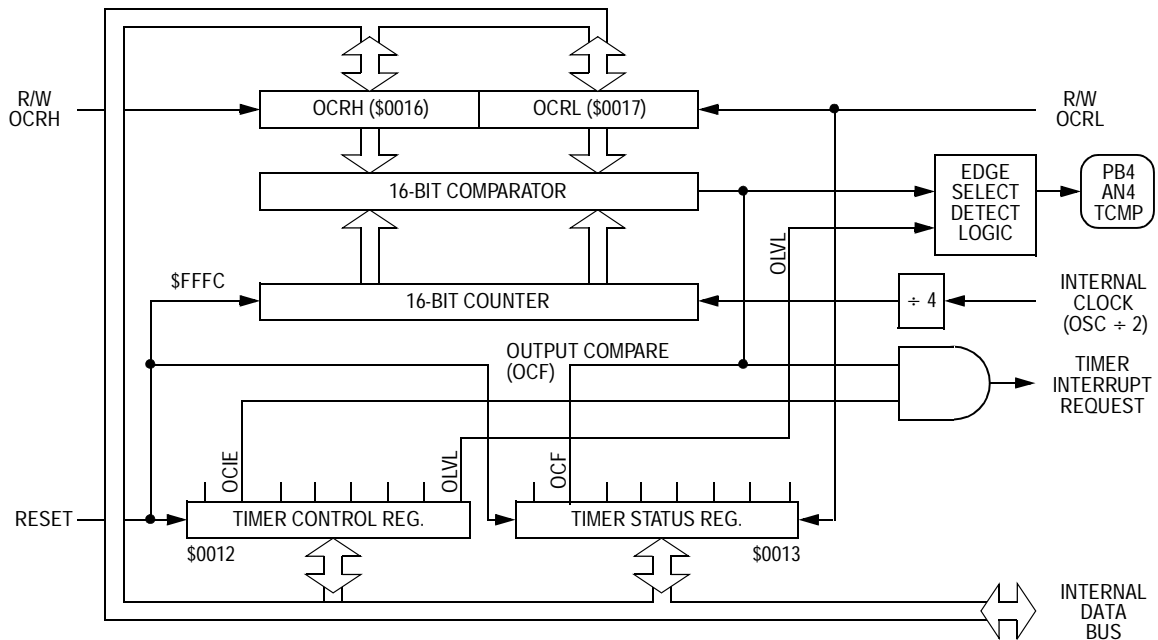 R/W
OCRH
OCRH ($0016)
OCRL ($0017)
R/W
OCRL
16-BIT COMPARATOR
EDGE
SELECT
DETECT
LOGIC
PB4
AN4
TCMP
OLVL
$FFFC
16-BIT COUNTER
÷ 4
INTERNAL
CLOCK
(OSC ÷ 2)
OUTPUT COMPARE
(OCF)
TIMER
INTERRUPT
REQUEST
OCIE
OLVL
OCF
RESET
TIMER CONTROL REG.
TIMER STATUS REG.
$0012
$0013
INTERNAL
DATA
BUS